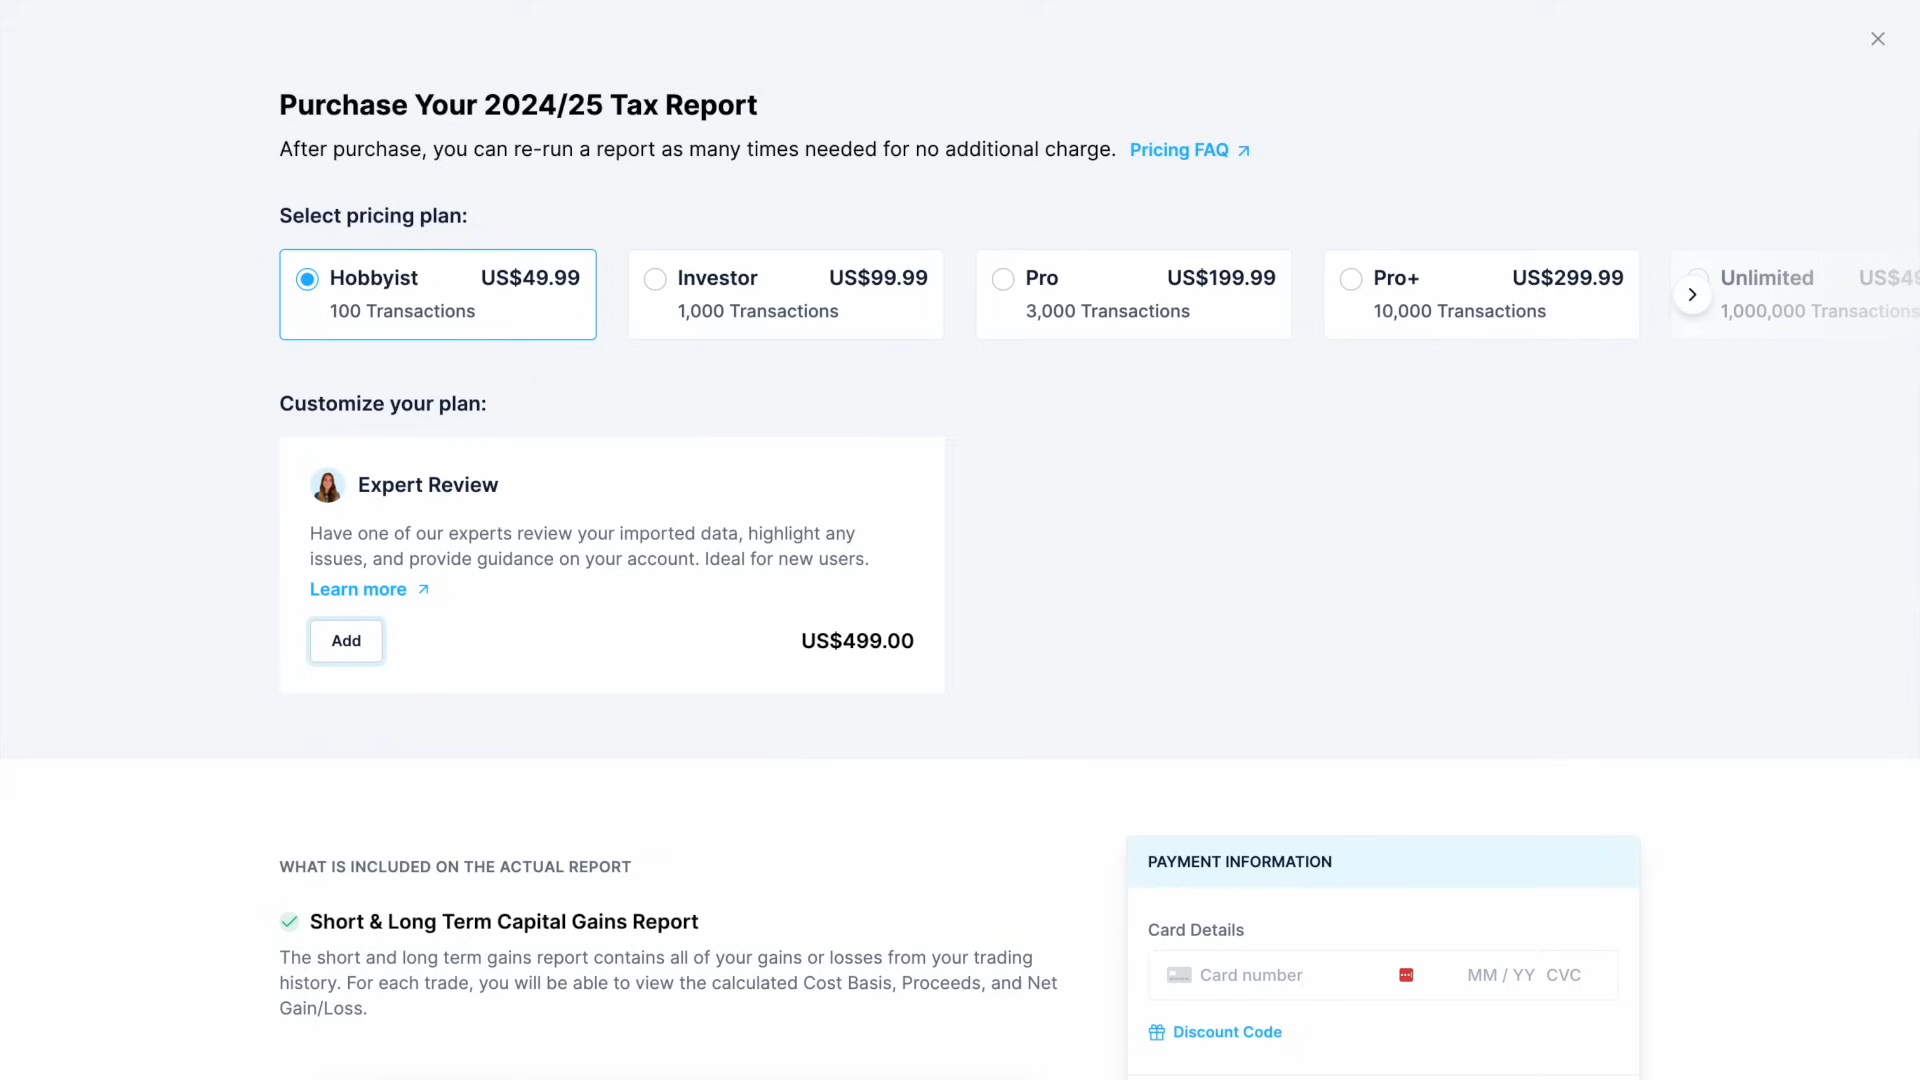 Purchase Your 2024/25 Tax Report
After purchase, you can re-run a report as many times needed for no additional charge. Pricing FAQ
Select pricing plan:
Hobbyist US$49.99
100 Transactions
Investor US$99.99
1,000 Transactions
Pro US$199.99
3,000 Transactions
Pro+ US$299.99
10,000 Transactions
Unlimited US$49
1,000,000 Transactions
Customize your plan:
Expert Review
Have one of our experts review your imported data, highlight any
issues, and provide guidance on your account. Ideal for new users.
Learn more
Add US$499.00
WHAT IS INCLUDED ON THE ACTUAL REPORT
Short & Long Term Capital Gains Report
The short and long term gains report contains all of your gains or losses from your trading
history. For each trade, you will be able to view the calculated Cost Basis, Proceeds, and Net
Gain/Loss.
PAYMENT INFORMATION
Card Details
Card number MM / YY CVC
Discount Code